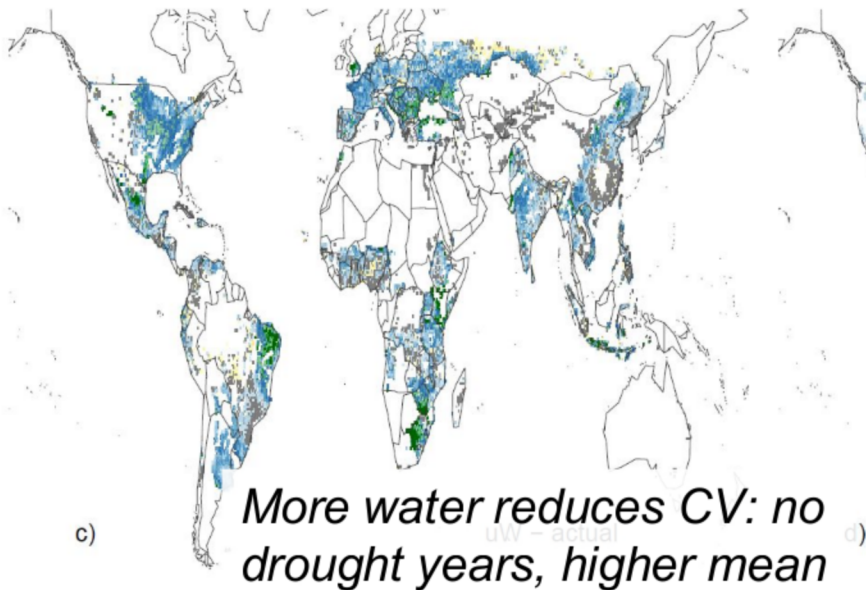 c)
uW – actual
d)
More water reduces CV: no
drought years, higher mean